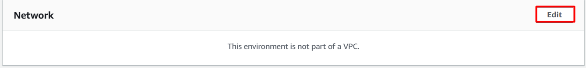 Network Edit
This environment is not part of a VPC.